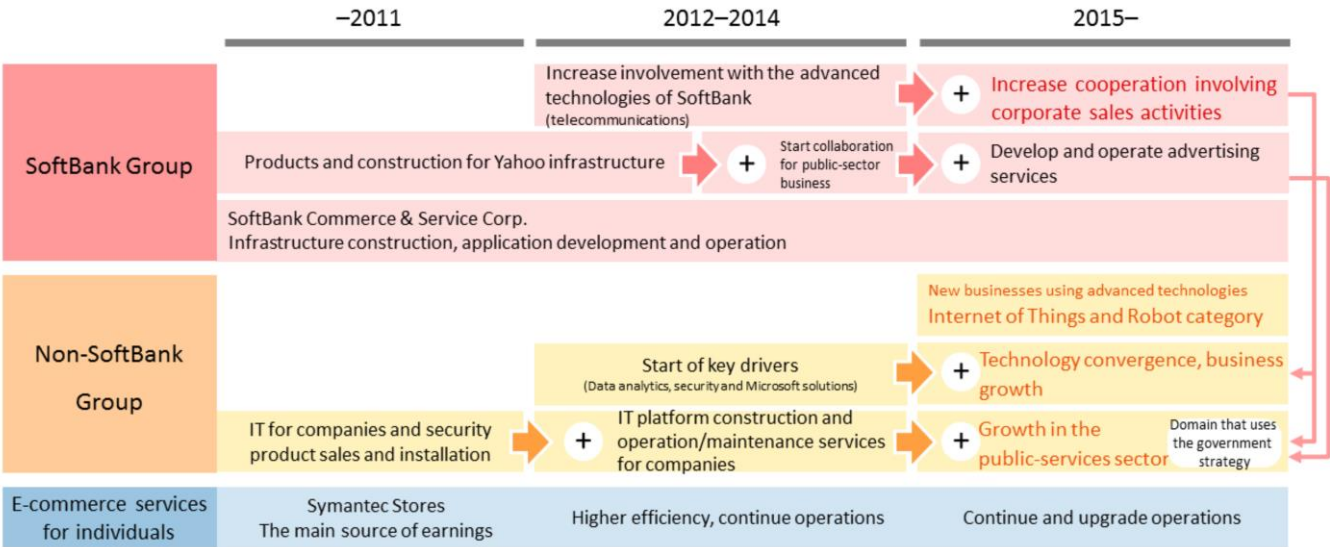 –2011
2012–2014
2015–
SoftBank Group
Increase involvement with the advanced
technologies of SoftBank
(telecommunications)
+
Increase cooperation involving
corporate sales activities
Products and construction for Yahoo infrastructure
+
Start collaboration
for public-sector
business
+
Develop and operate advertising
services
SoftBank Commerce & Service Corp.
Infrastructure construction, application development and operation
Non-SoftBank
Group
New businesses using advanced technologies
Internet of Things and Robot category
Start of key drivers
(Data analytics, security and Microsoft solutions)
+
Technology convergence, business
growth
IT for companies and security
product sales and installation
+
IT platform construction and
operation/maintenance services
for companies
+
Growth in the
public-services sector
Domain that uses
the government
strategy
E-commerce services
for individuals
Symantec Stores
The main source of earnings
Higher efficiency, continue operations
Continue and upgrade operations